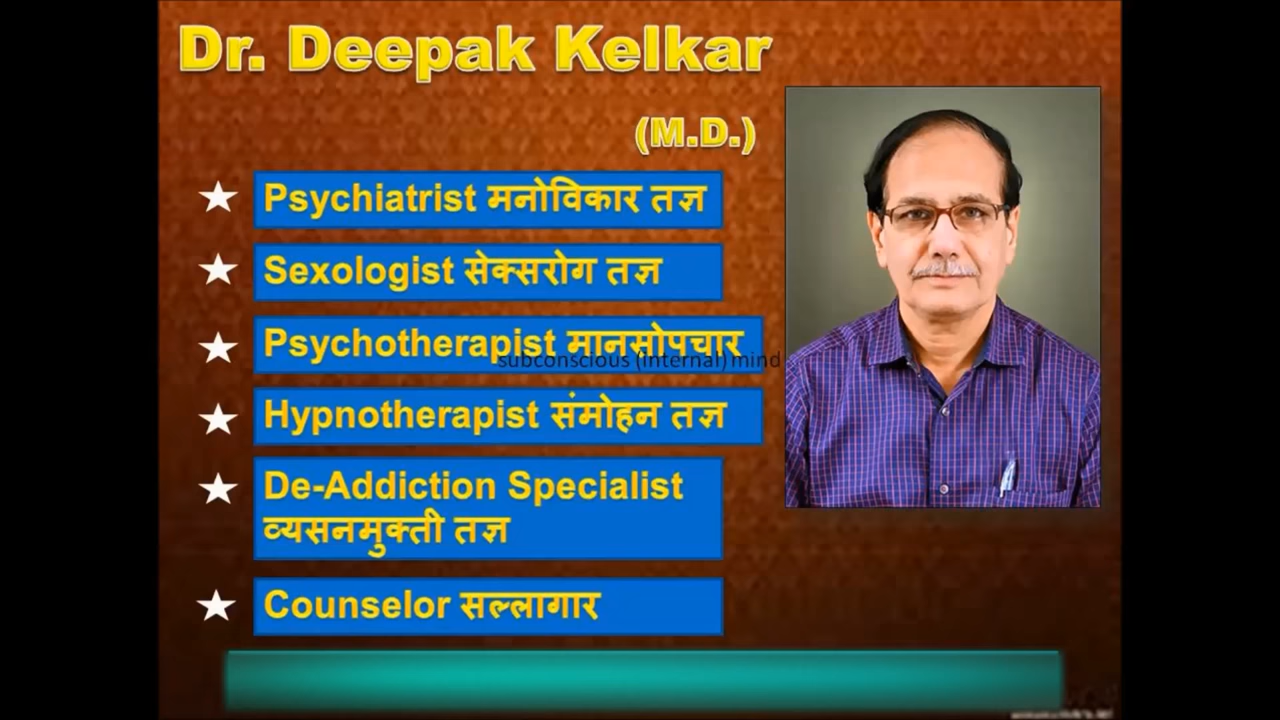 Dr. Deepak Kelkar
(M.D.)
Psychiatrist मनोविकार तज्ञ
Sexologist सेक्सरोग तज्ञ
Psychotherapist मानसोपचार
subconscious (internal) mind
Hypnotherapist संमोहन तज्ञ
De-Addiction Specialist
व्यसनमुक्ती तज्ञ
Counselor सल्लागार